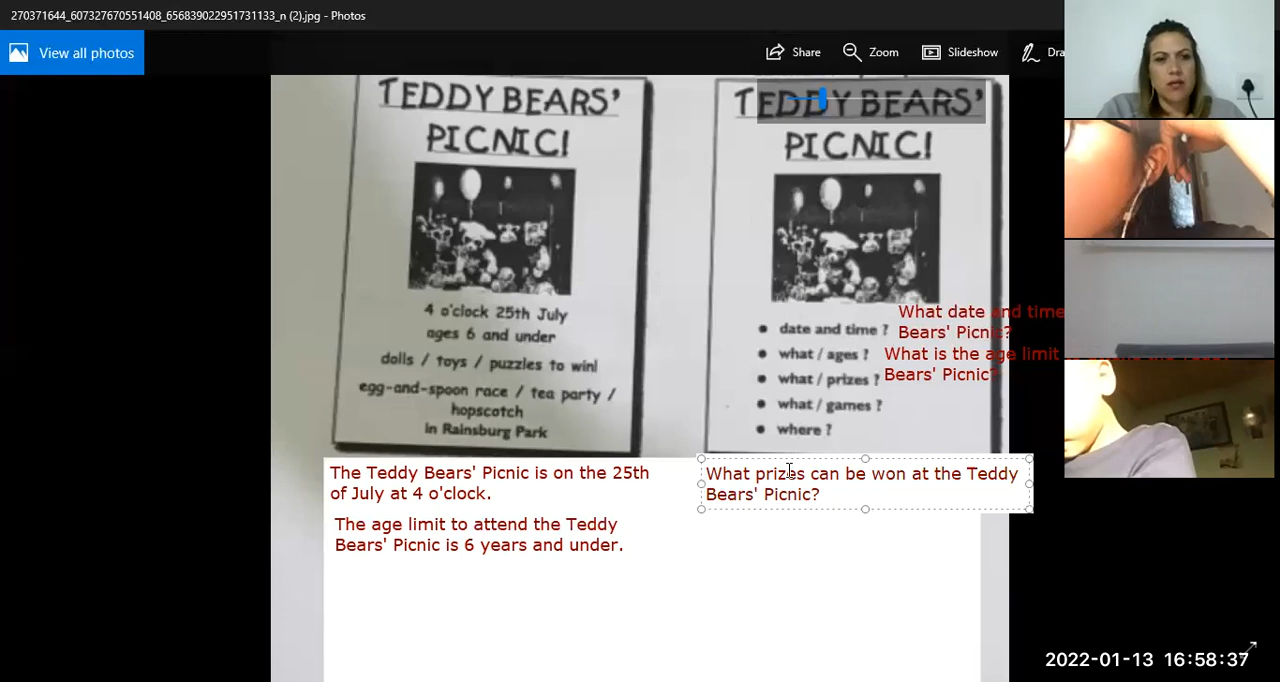 270371644_607327670551408_656839022951731133_n (2).jpg - Photos
View all photos
Share
Zoom
Slideshow
Dra
TEDDY BEARS'
PICNIC!
4 o'clock 25th July
ages 6 and under
dolls / toys / puzzles to win!
egg-and-spoon race / tea party /
hopscotch
in Rainsburg Park
TEDDY BEARS'
PICNIC!
date and time ?
what / ages ?
what / prizes ?
what / games ?
where ?
What date and time
Bears' Picnic?
What is the age limit
Bears' Picnic?
The Teddy Bears' Picnic is on the 25th
of July at 4 o'clock.
The age limit to attend the Teddy
Bears' Picnic is 6 years and under.
What prizes can be won at the Teddy
Bears' Picnic?
2022-01-13 16:58:37